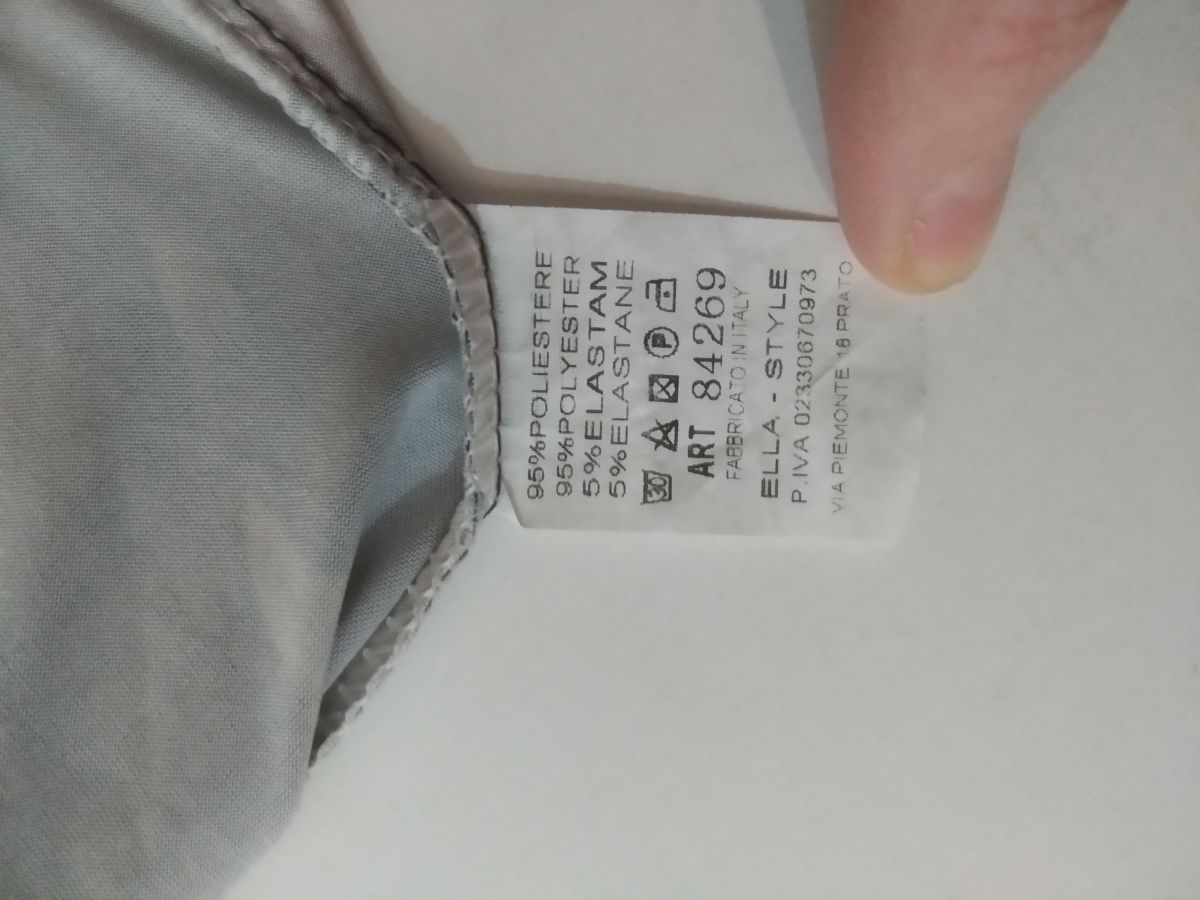 95%POLIESTERE
95%POLYESTER
5%ELASTAM
5%ELASTANE
30 P
ART 84269
FABBRICATO IN ITALY
ELLA - STYLE
P.IVA 02330670973
VIA PIEMONTE 18 PRATO